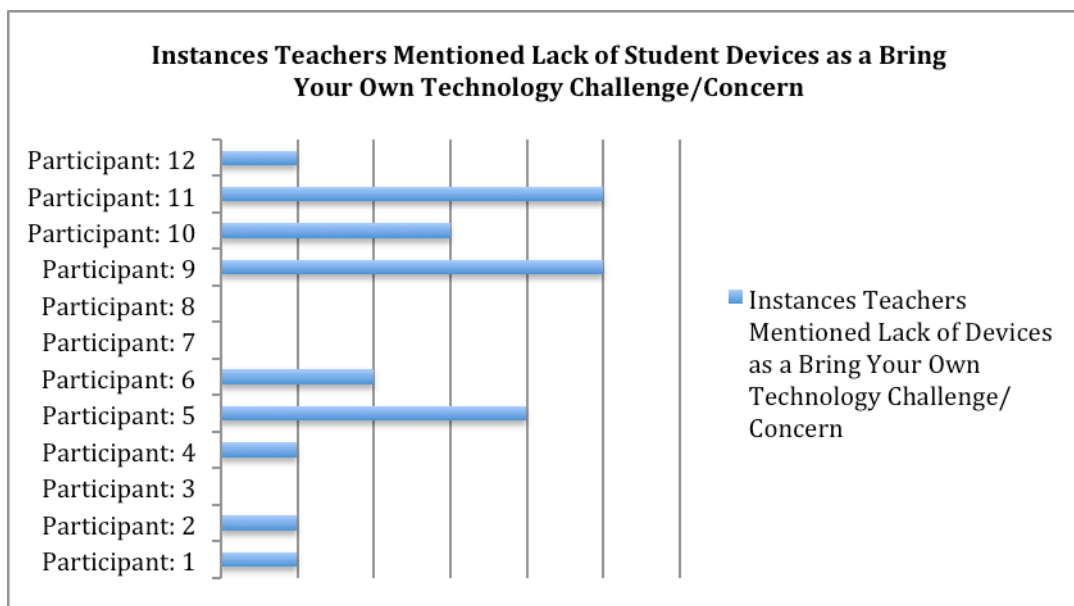 Instances Teachers Mentioned Lack of Student Devices as a Bring
Your Own Technology Challenge/Concern
Participant: 12
Participant: 11
Participant: 10
Participant: 9
Participant: 8
Participant: 7
Participant: 6
Participant: 5
Participant: 4
Participant: 3
Participant: 2
Participant: 1
Instances Teachers
Mentioned Lack of Devices
as a Bring Your Own
Technology Challenge/
Concern